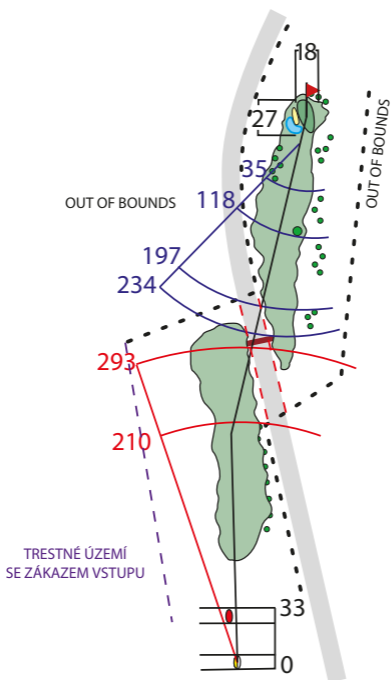 18
27
OUT OF BOUNDS
35
OUT OF BOUNDS
118
197
234
293
210
TRESTNÉ ÚZEMÍ
SE ZÁKAZEM VSTUPU
33
0